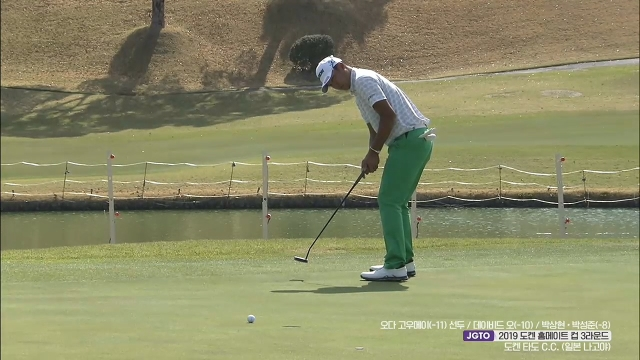 오다 고우메이(-11) 선두 / 데이비드 오(-10) / 박상현·박성준(-8)
JGTO 2019 도켄 홈메이트 컵 3라운드
도켄 타도 C.C. (일본 나고야)